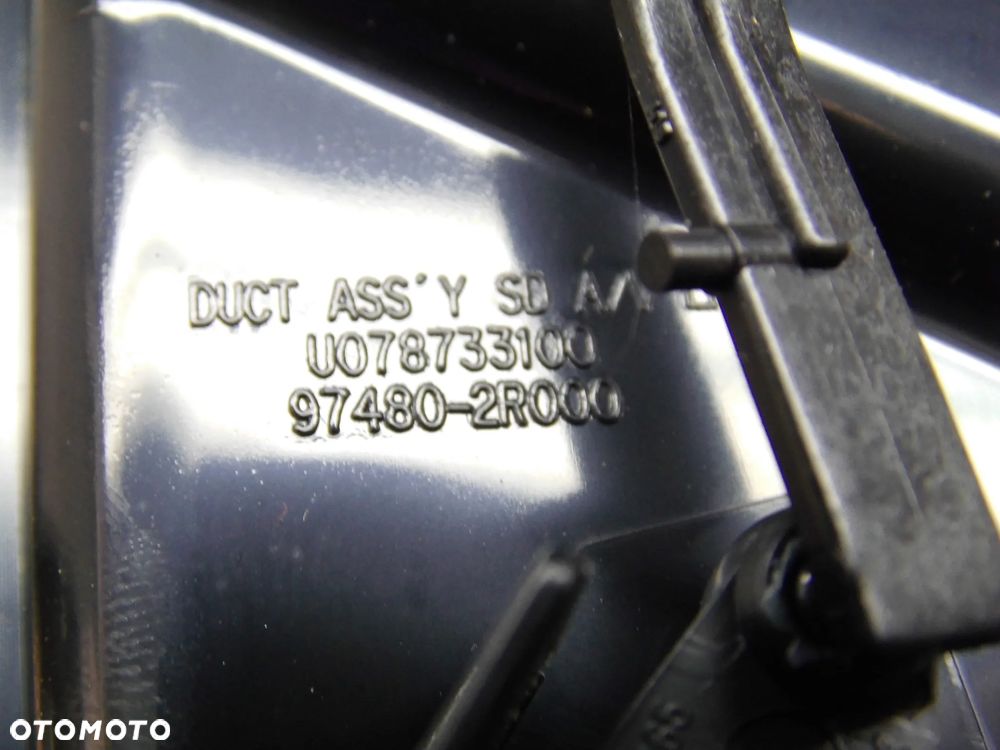 DUCT ASS'Y SD A/V
U078733100
97480-2R000
OTOMOTO